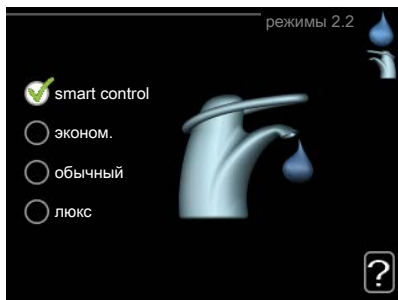 режимы 2.2
smart control
эконом.
обычный
люкс
?